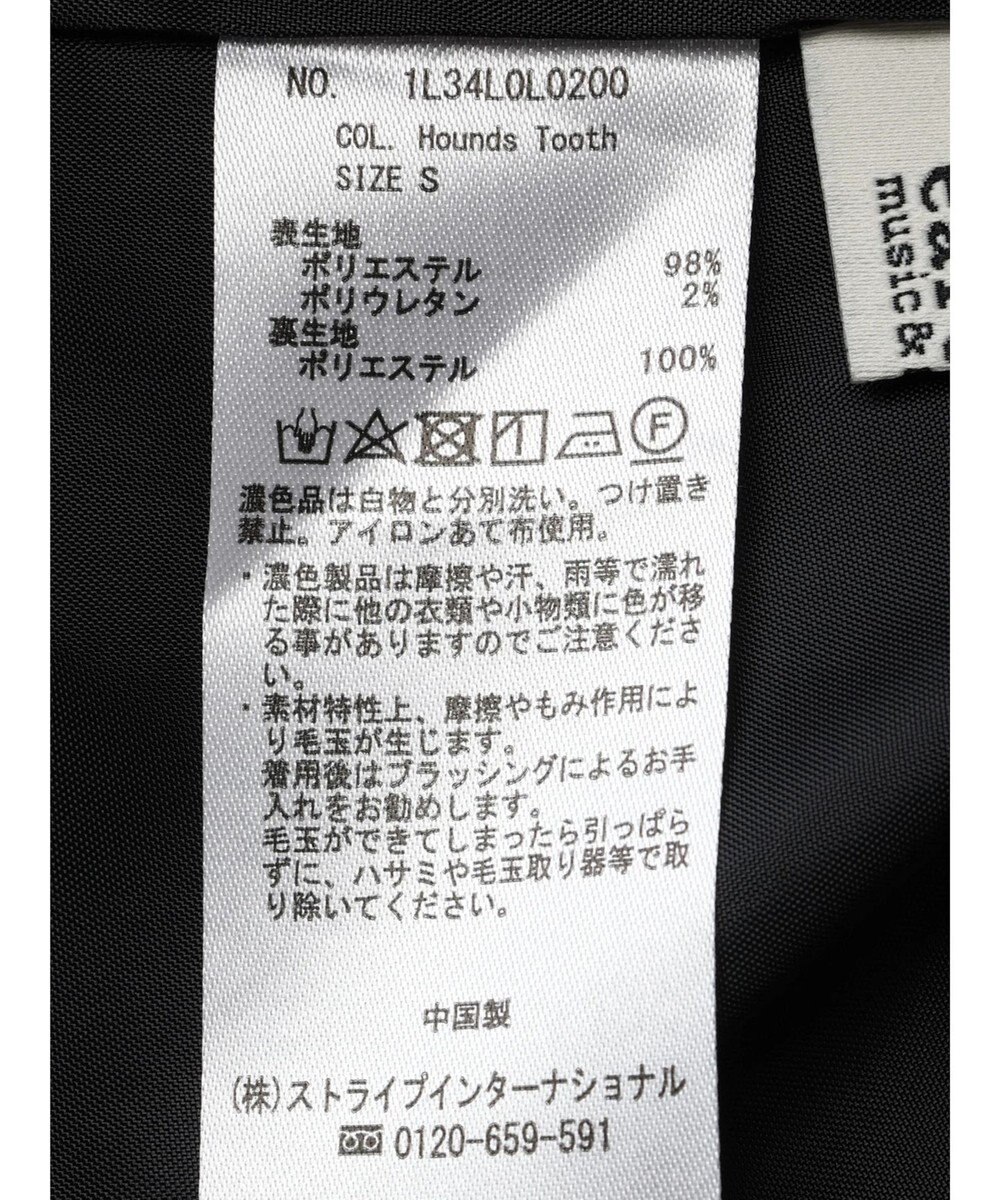 NO. 1L34L0L0200
COL. Hounds Tooth
SIZE S
表生地
ポリエステル 98%
ポリウレタン 2%
裏生地
ポリエステル 100%
F
濃色品は白物と分別洗い。つけ置き
禁止。アイロンあて布使用。
・濃色製品は摩擦や汗、雨等で濡れ
た際に他の衣類や小物類に色が移
る事がありますのでご注意くださ
い。
・素材特性上、摩擦やもみ作用によ
り毛玉が生じます。
着用後はブラッシングによるお手
入れをお勧めします。
毛玉ができてしまったら引っぱら
ずに、ハサミや毛玉取り器等で取
り除いてください。
中国製
(株)ストライプインターナショナル
0120-659-591
music &